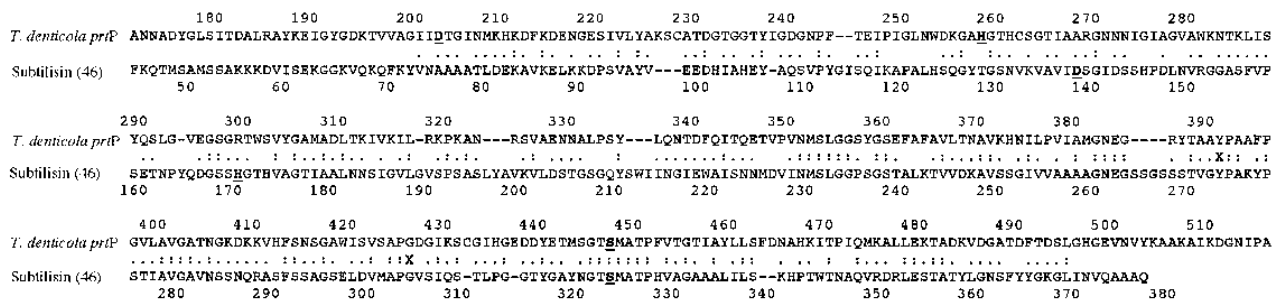 180 190 200 210 220 230 240 250 260 270 280
T. denticola prtP ANNADYGLSITDALRAYKEIGYGDKTVVAGIIDTGINMKHKDFKDENGESIVLYAKSCATDGTGGTYIGDGNPF--TEIPIGLNWDKGAHGTHCSGTIAARGNNNIGIAGVAWKNTKLIS
Subtilisin (46) FKQTMSAMSSAKKKDVISEKGGKVQKQFKYVNAAAATLDEKAVKELKKDPSVAYV---EEDHIAHEY-AQSVPYGISQIKAPALHSQGYTGSNVKVAVIDSGIDSSHPDLNVRGGASFVP
50 60 70 80 90 100 110 120 130 140 150
290 300 310 320 330 340 350 360 370 380 390
T. denticola prtP YQSLG-VEGSGRTWSVYGAMADLTKIVKIL-RKPKAN---RSVAENNALPSY---LQNTDFQITQETVPVNMSLGGSYGSEFAFAVLTNAVKHNILPVIAMGNEG----RYTAAYPAAFP
X
Subtilisin (46) SETNPYQDGSSHGTHVAGTIAALNNSIGVLGVSPSASLYAVKVLDSTGSGQYSWIINGIEWAISNNMDVINMSLGGPSGSTALKTVVDKAVSSGIVVAAAAGNEGSSGSSSTVGYPAKYP
160 170 180 190 200 210 220 230 240 250 260 270
400 410 420 430 440 450 460 470 480 490 500 510
T. denticola prtP GVLAVGATNGKDKKVHFSNSGAWISVSAPGDGIKSCGIHGEDDYETMSGTSMATPFVTGTIAYLLSFDNAHKITPIQMKALLEKTADKVDGATDFTDSLGHGEVNVYKAAKAIKDGNIPA
X
Subtilisin (46) STIAVGAVNSSNQRASFSSAGSELDVMAPGVSIQS-TLPG-GTYGAYNGTSMATPHVAGAAALILS--KHPTWTNAQVRDRLESTATYLGNSFYYGKGLINVQAAAQ
280 290 300 310 320 330 340 350 360 370 380